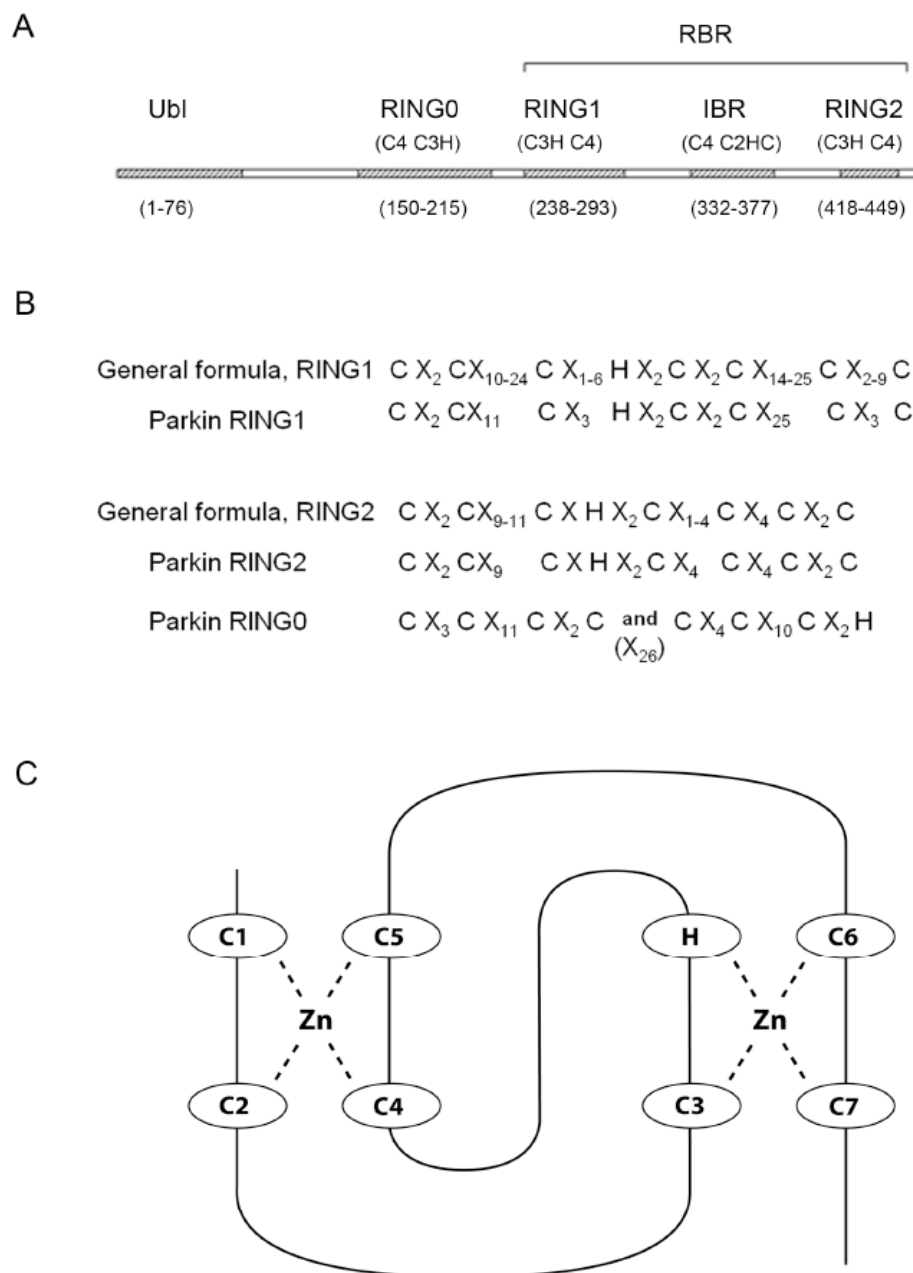 A
RBR
Ubl RING0 RING1 IBR RING2
(C4 C3H) (C3H C4) (C4 C2HC) (C3H C4)
(1-76) (150-215) (238-293) (332-377) (418-449)
B
General formula, RING1 C X₂ CX₁₀₋₂₄ C X₁₋₆ H X₂ C X₂ C X₁₄₋₂₅ C X₂₋₉ C
Parkin RING1 C X₂ CX₁₁ C X₃ H X₂ C X₂ C X₂₅ C X₃ C
General formula, RING2 C X₂ CX₉₋₁₁ C X H X₂ C X₁₋₄ C X₄ C X₂ C
Parkin RING2 C X₂ CX₉ C X H X₂ C X₄ C X₄ C X₂ C
Parkin RING0 C X₃ C X₁₁ C X₂ C and C X₄ C X₁₀ C X₂ H
(X₂₆)
C
C1 C5 H C6
Zn Zn
C2 C4 C3 C7